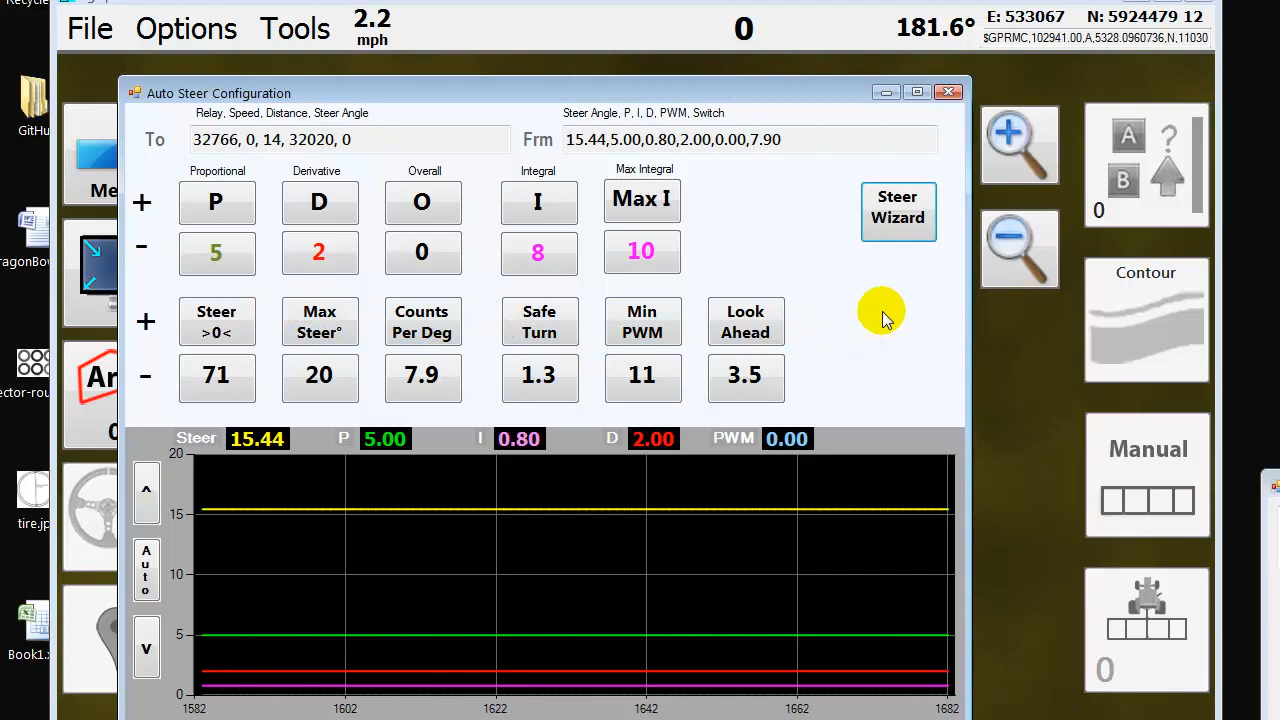 File Options Tools 2.2 mph 0 181.6° E: 533067 N: 5924479 12
$GPRMC,102941.00,A,5328.0960736,N,11030
Auto Steer Configuration
Relay, Speed, Distance, Steer Angle
Steer Angle, P, I, D, PWM, Switch
To 32766, 0, 14, 32020, 0
Frm 15.44,5.00,0.80,2.00,0.00,7.90
Proportional Derivative Overall Integral Max Integral
+ P D O I Max I
- 5 2 0 8 10
Steer Wizard
+ Steer >0< Max Steer° Counts Per Deg Safe Turn Min PWM Look Ahead
- 71 20 7.9 1.3 11 3.5
Steer 15.44 P 5.00 I 0.80 D 2.00 PWM 0.00
^
Auto
v
20
15
10
5
0
1582 1602 1622 1642 1662 1682
A ? B 0
Contour
Manual
0
GitHu
Me
ragonBow
Ar
0
ector-rou
tire.jp
Book1.x